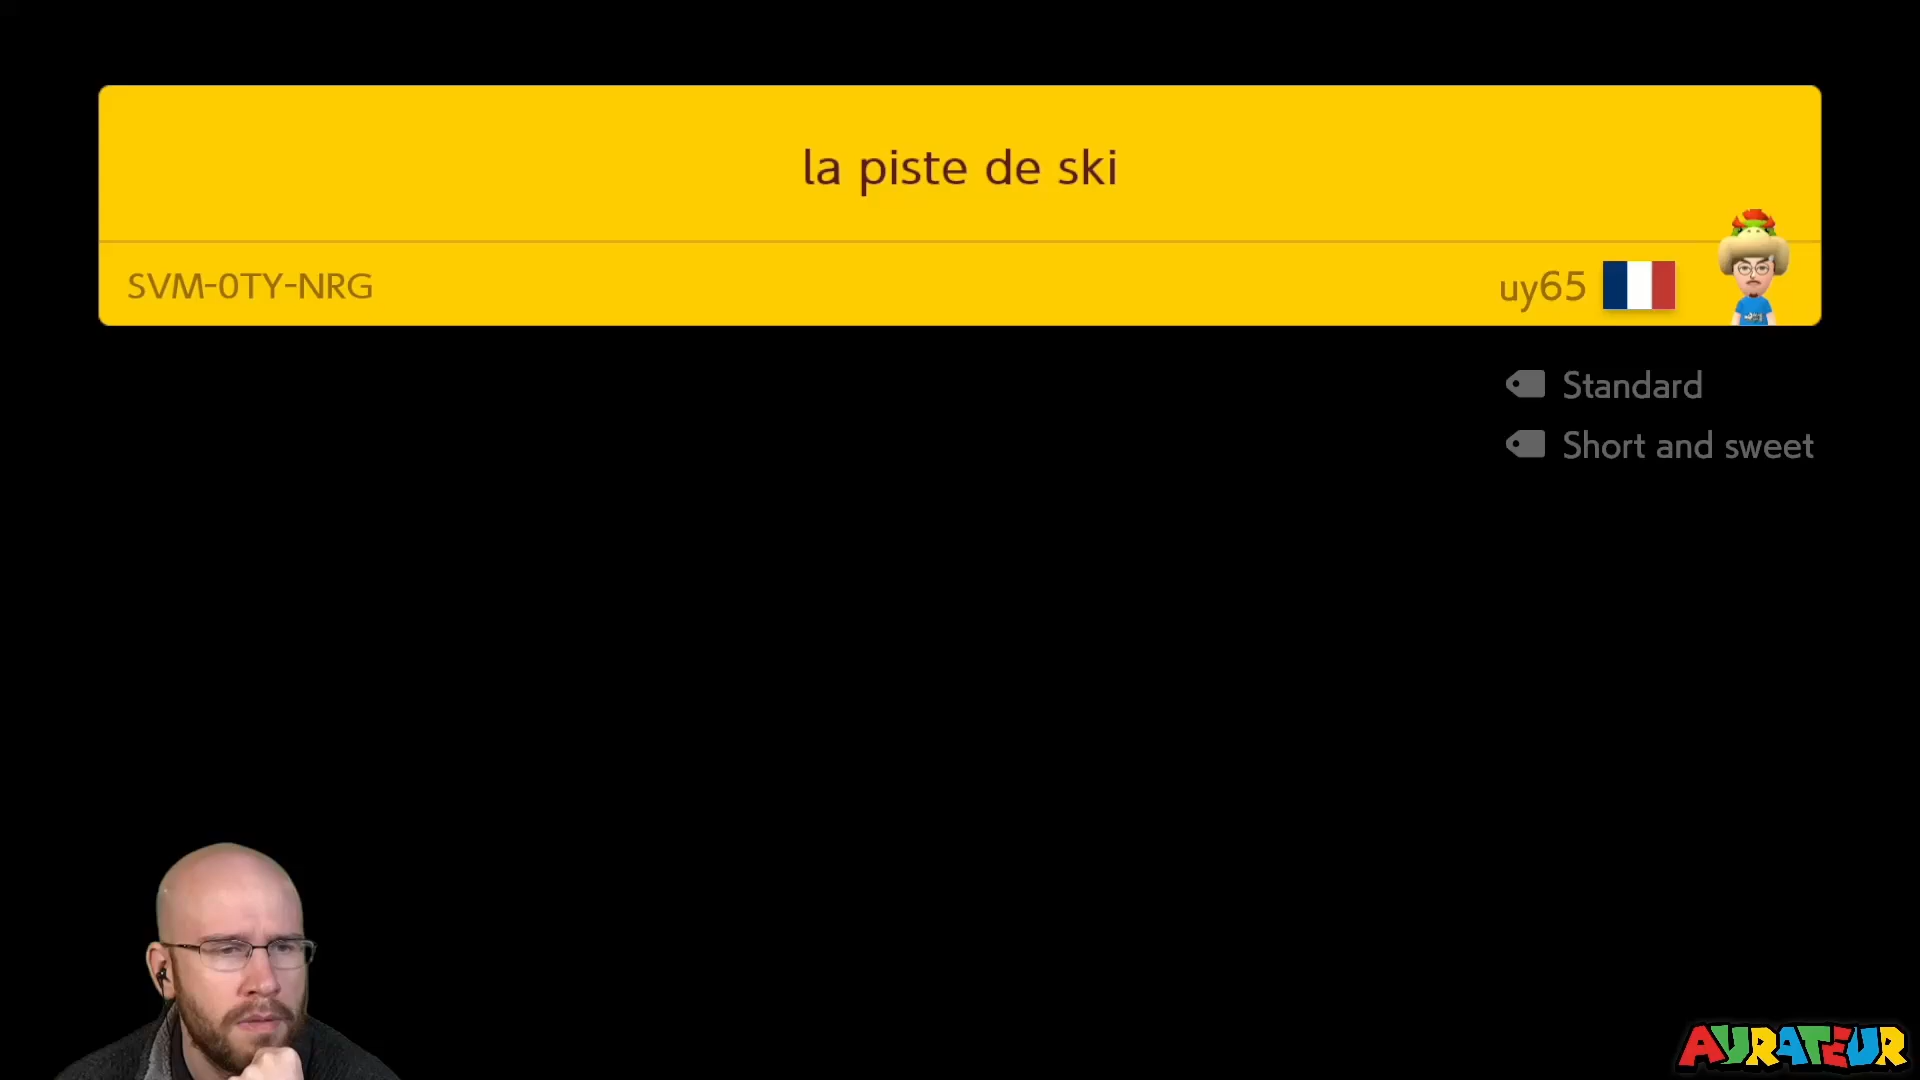 la piste de ski
SVM-0TY-NRG
uy65
Standard
Short and sweet
AURATEUR